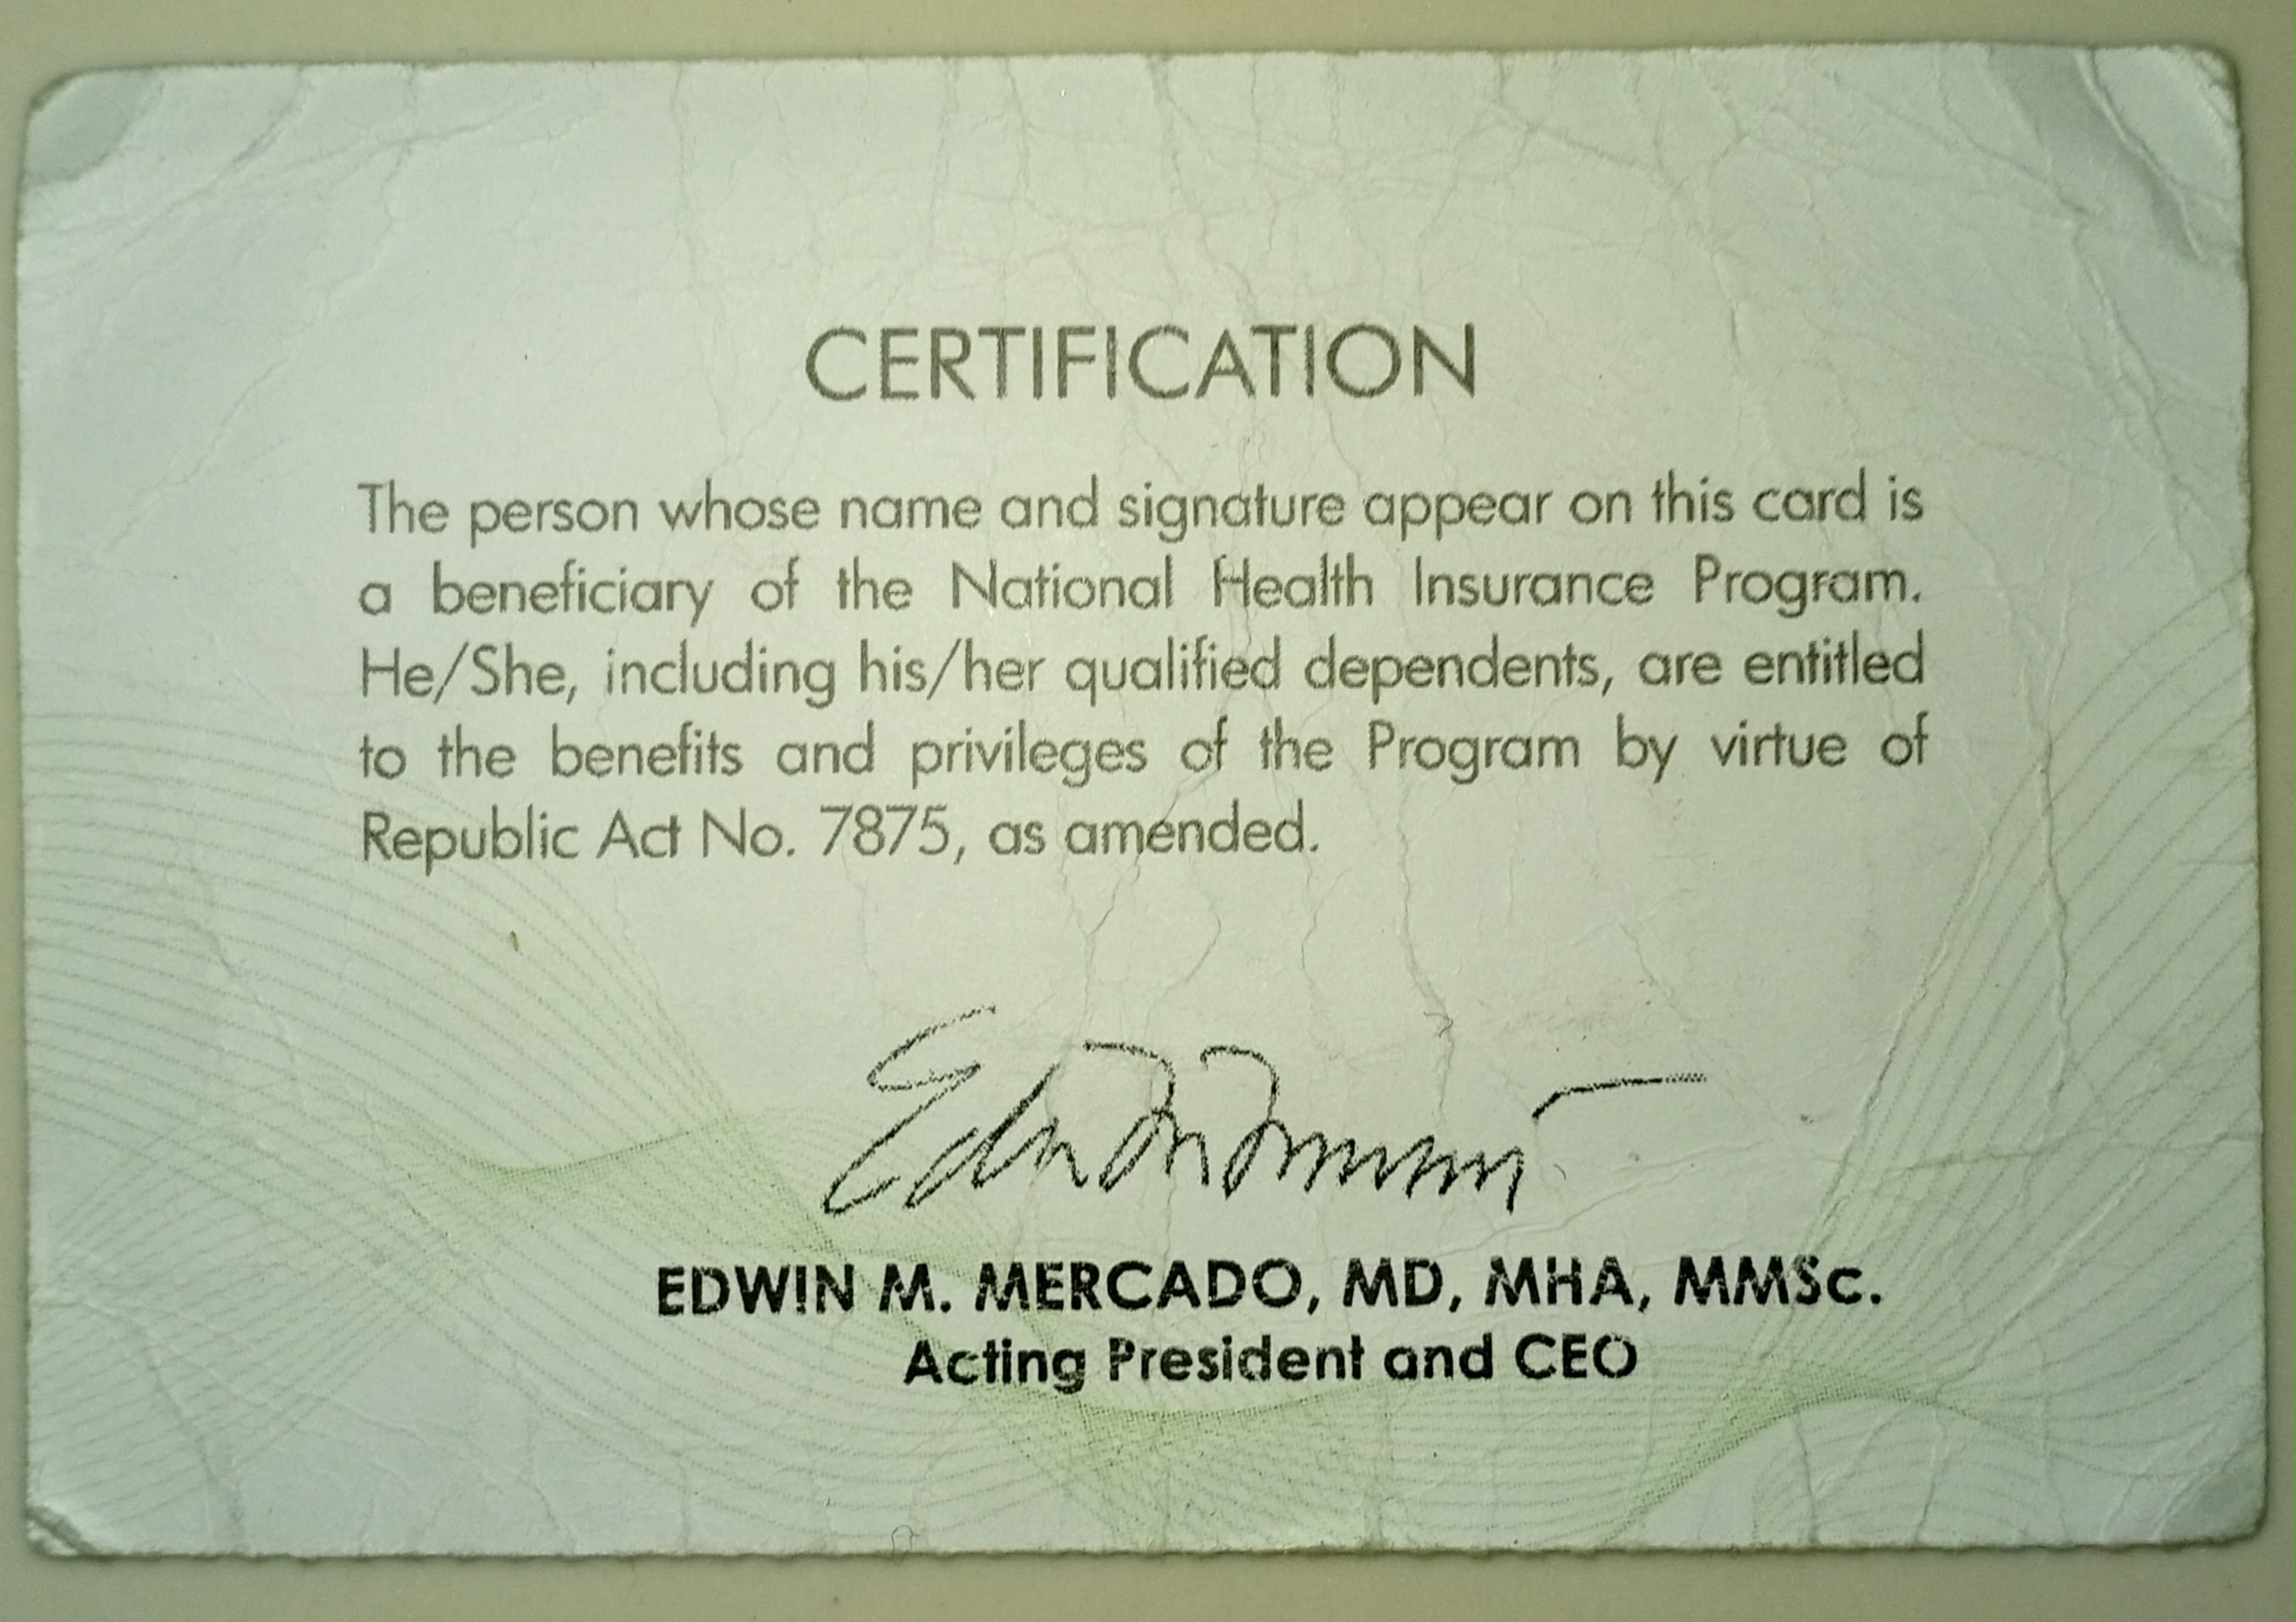 CERTIFICATION
The person whose name and signature appear on this card is
a beneficiary of the National Health Insurance Program.
He/She, including his/her qualified dependents, are entitled
to the benefits and privileges of the Program by virtue of
Republic Act No. 7875, as amended.
EDWIN M. MERCADO, MD, MHA, MMSc.
Acting President and CEO